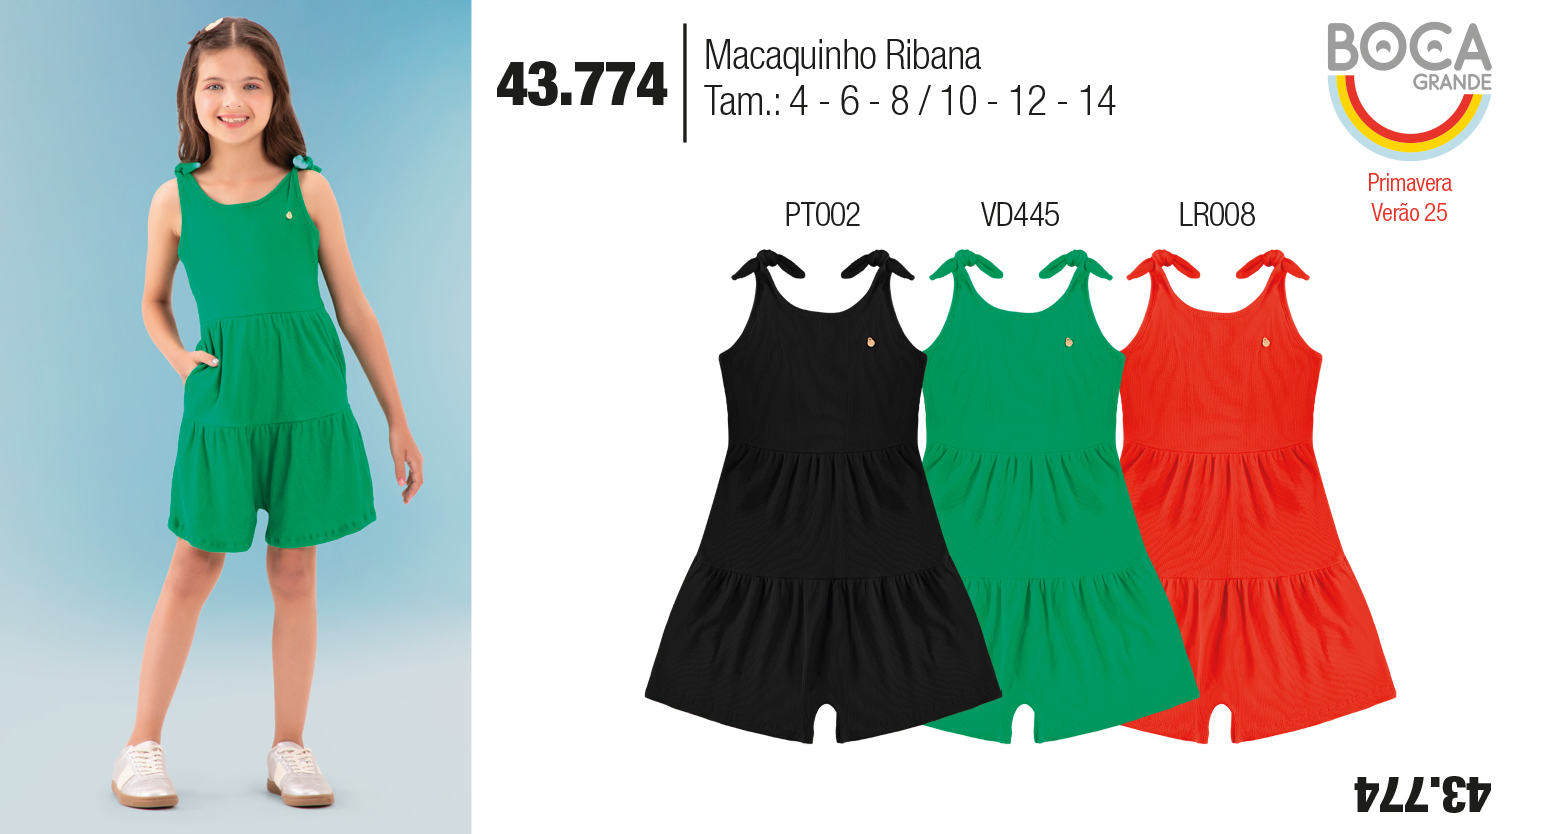 43.774
Macaquinho Ribana
Tam.: 4 - 6 - 8 / 10 - 12 - 14
BOCA
GRANDE
Primavera
Verão 25
PT002
VD445
LR008
43.774